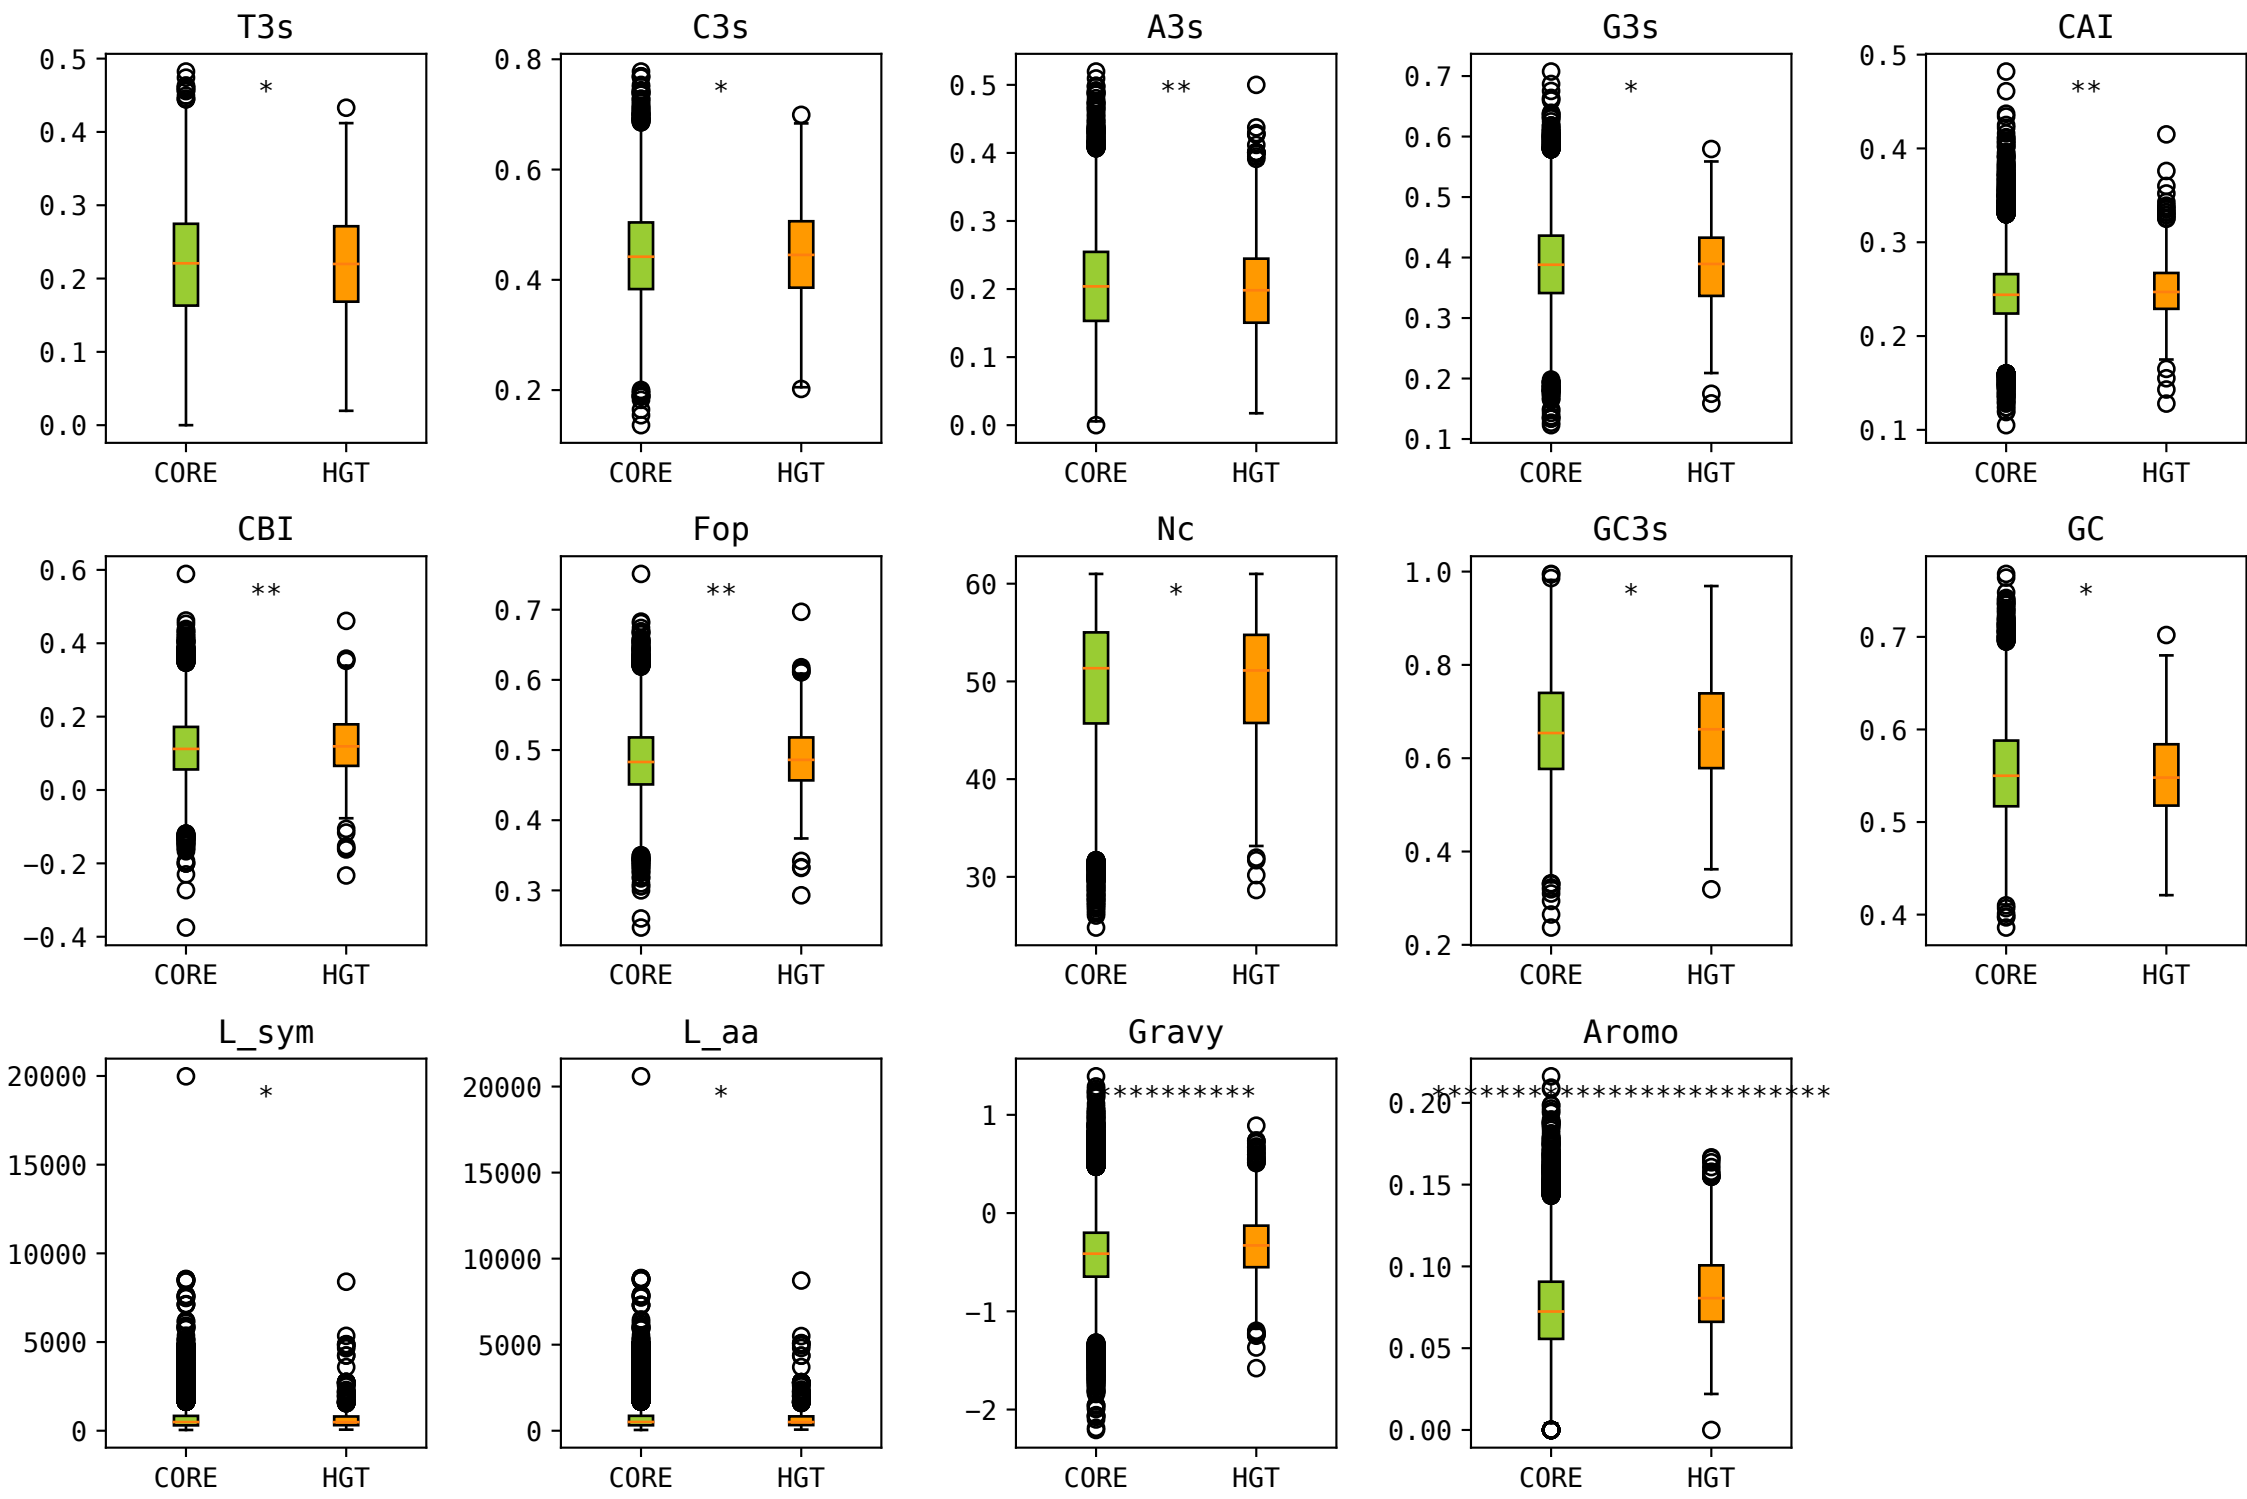 T3s
C3s
A3s
G3s
CAI
0.5
0.4
0.3
0.2
0.1
0.0
*
CORE
HGT
0.8
0.6
0.4
0.2
*
CORE
HGT
0.5
0.4
0.3
0.2
0.1
0.0
**
CORE
HGT
0.7
0.6
0.5
0.4
0.3
0.2
0.1
*
CORE
HGT
0.5
0.4
0.3
0.2
0.1
**
CORE
HGT
CBI
Fop
Nc
GC3s
GC
0.6
0.4
0.2
0.0
−0.2
−0.4
**
CORE
HGT
0.7
0.6
0.5
0.4
0.3
**
CORE
HGT
60
50
40
30
*
CORE
HGT
1.0
0.8
0.6
0.4
0.2
*
CORE
HGT
0.7
0.6
0.5
0.4
*
CORE
HGT
L_sym
L_aa
Gravy
Aromo
20000
15000
10000
5000
0
*
CORE
HGT
20000
15000
10000
5000
0
*
CORE
HGT
1
0
−1
−2
**********
CORE
HGT
0.20
0.15
0.10
0.05
0.00
*************************
CORE
HGT